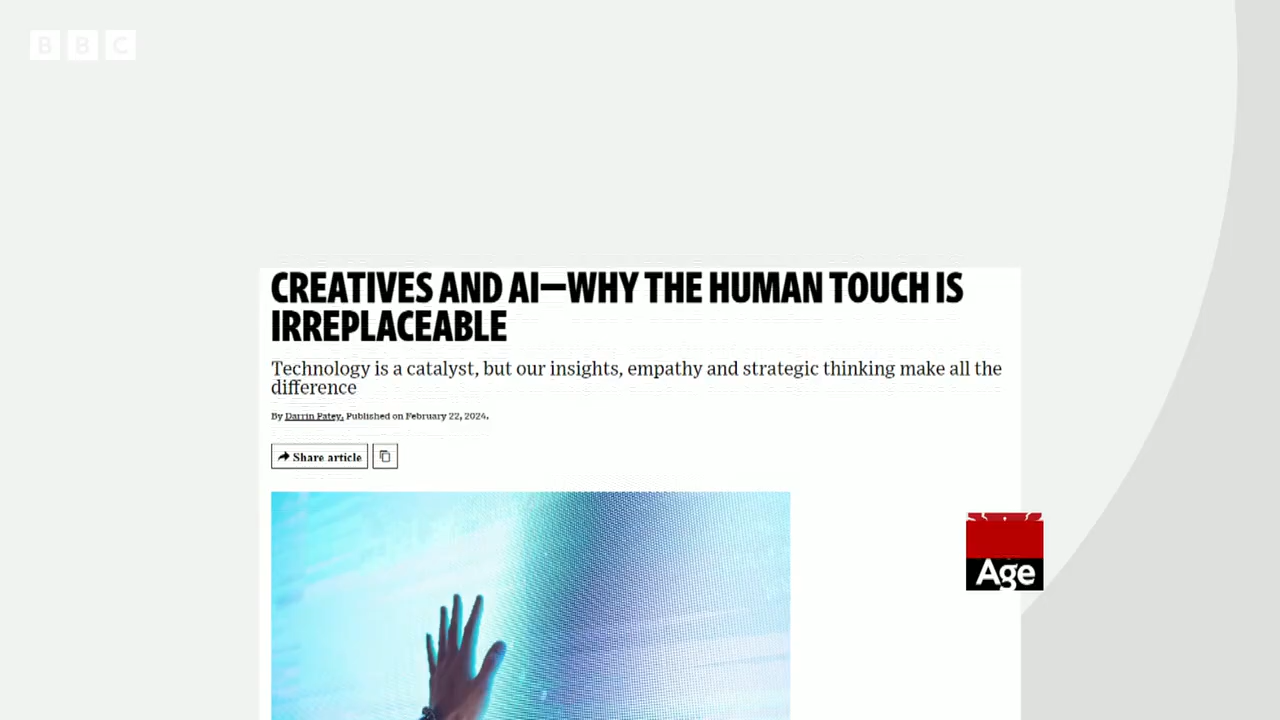 BBC
CREATIVES AND AI—WHY THE HUMAN TOUCH IS
IRREPLACEABLE
Technology is a catalyst, but our insights, empathy and strategic thinking make all the
difference
By Darrin Patey, Published on February 22, 2024.
Share article
Age